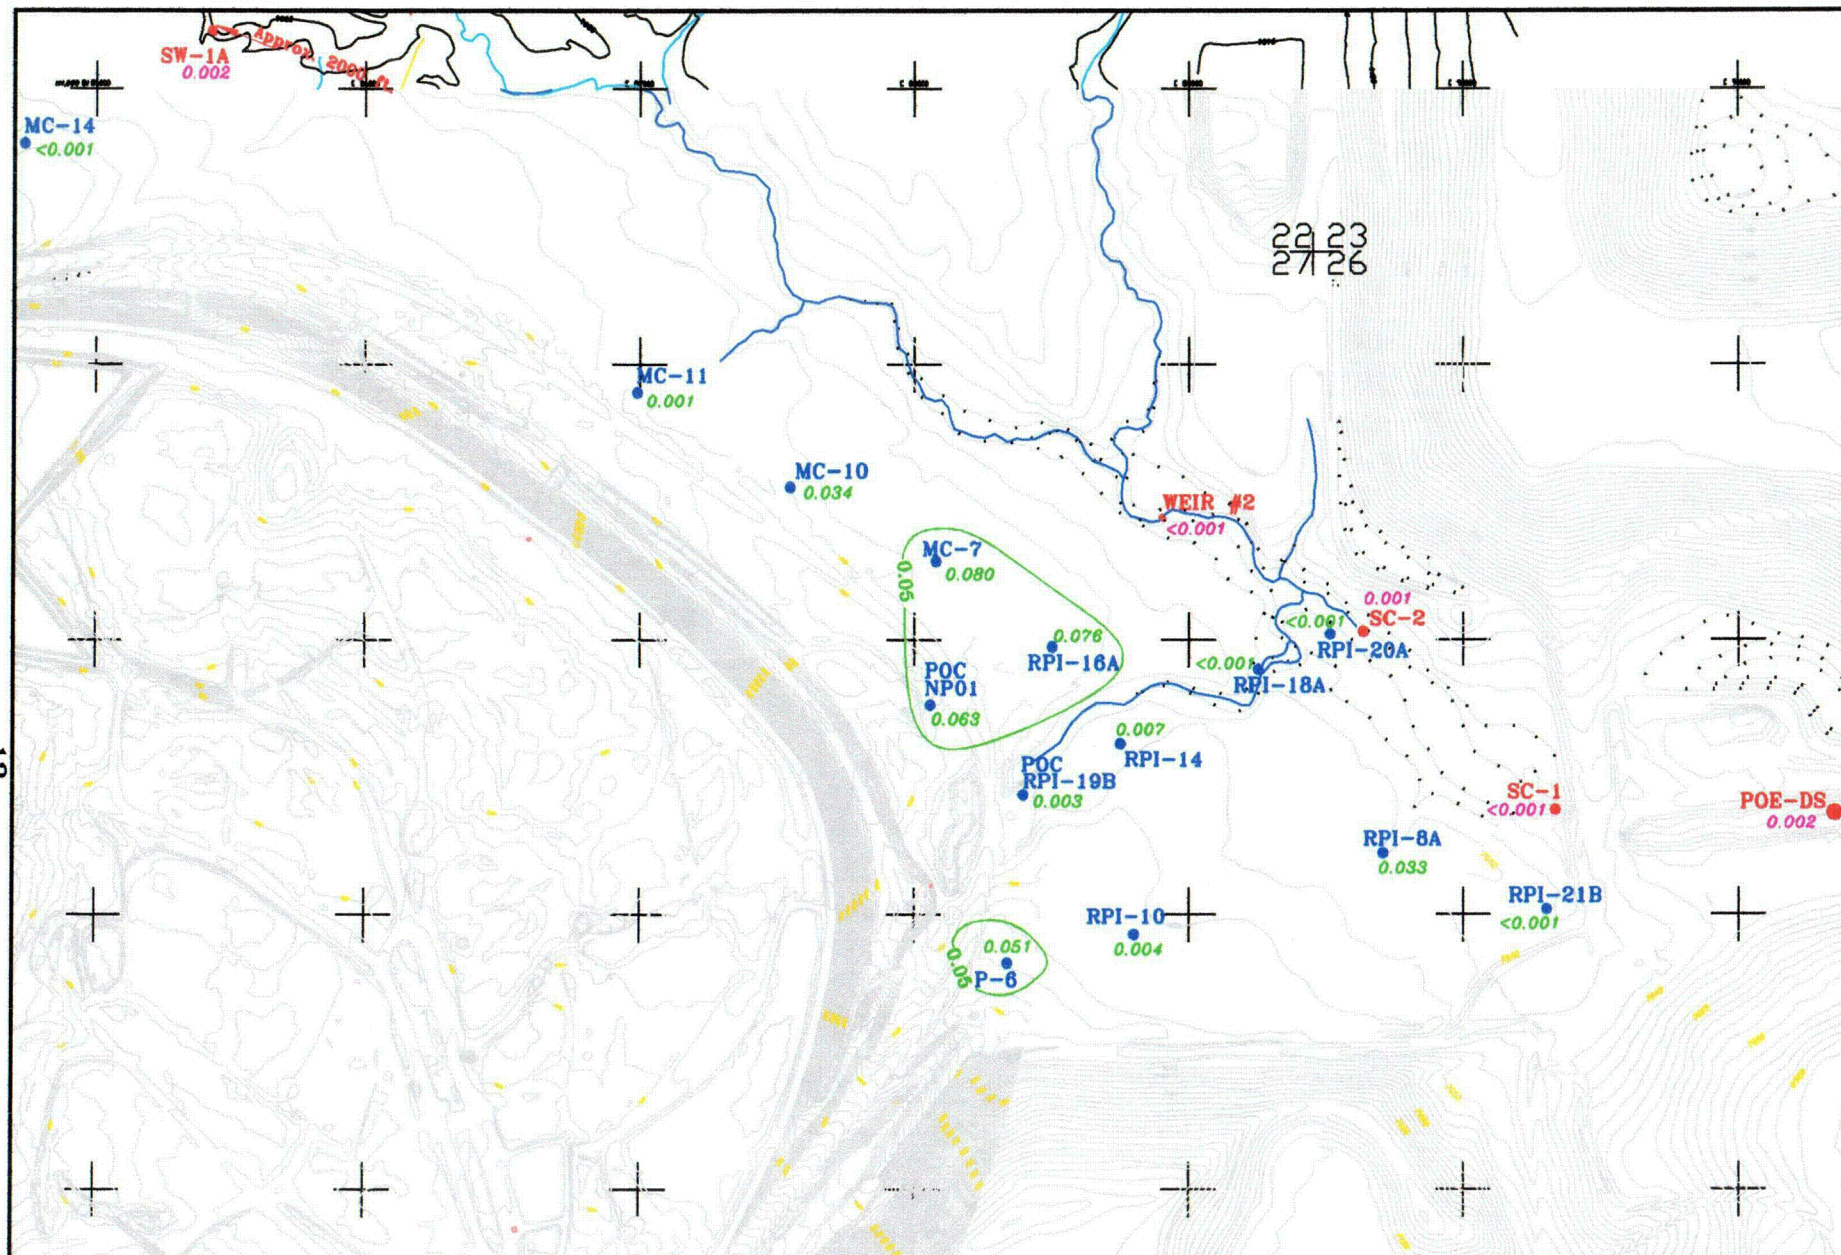 SW-1A
0.002
Approx. 2000 ft.
MC-14
<0.001
22 23
27 26
MC-11
0.001
MC-10
0.034
WEIR #2
<0.001
MC-7
0.080
0.05
0.001
SC-2
<0.001
RPI-20A
0.076
RPI-16A
<0.001
RPI-18A
POC
NP01
0.063
0.007
RPI-14
POC
RPI-19B
0.003
SC-1
<0.001
POE-DS
0.002
RPI-8A
0.033
RPI-21B
<0.001
RPI-10
0.004
0.051
P-6
0.05